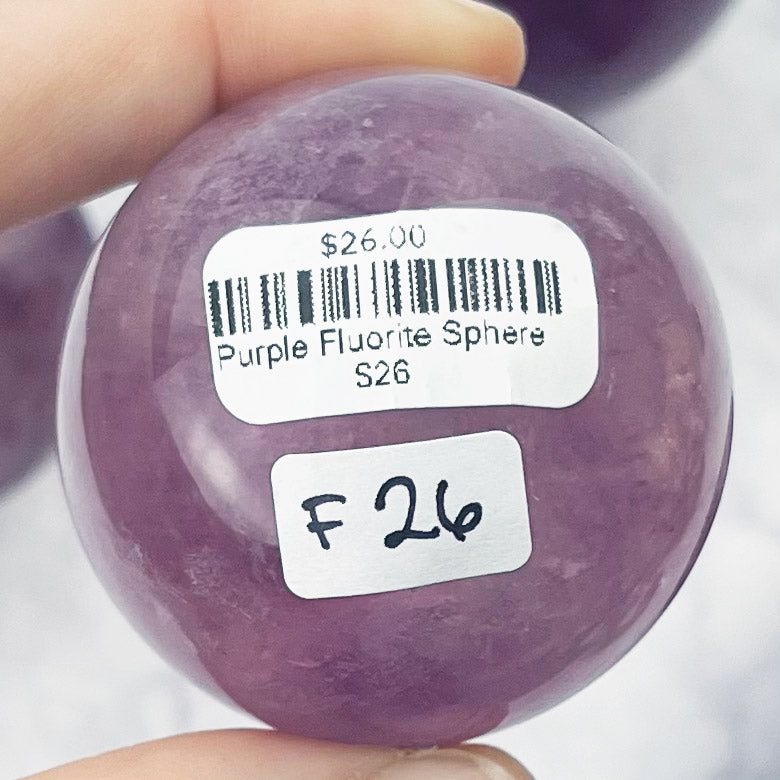 $26.00
Purple Fluorite Sphere
S26
F 26